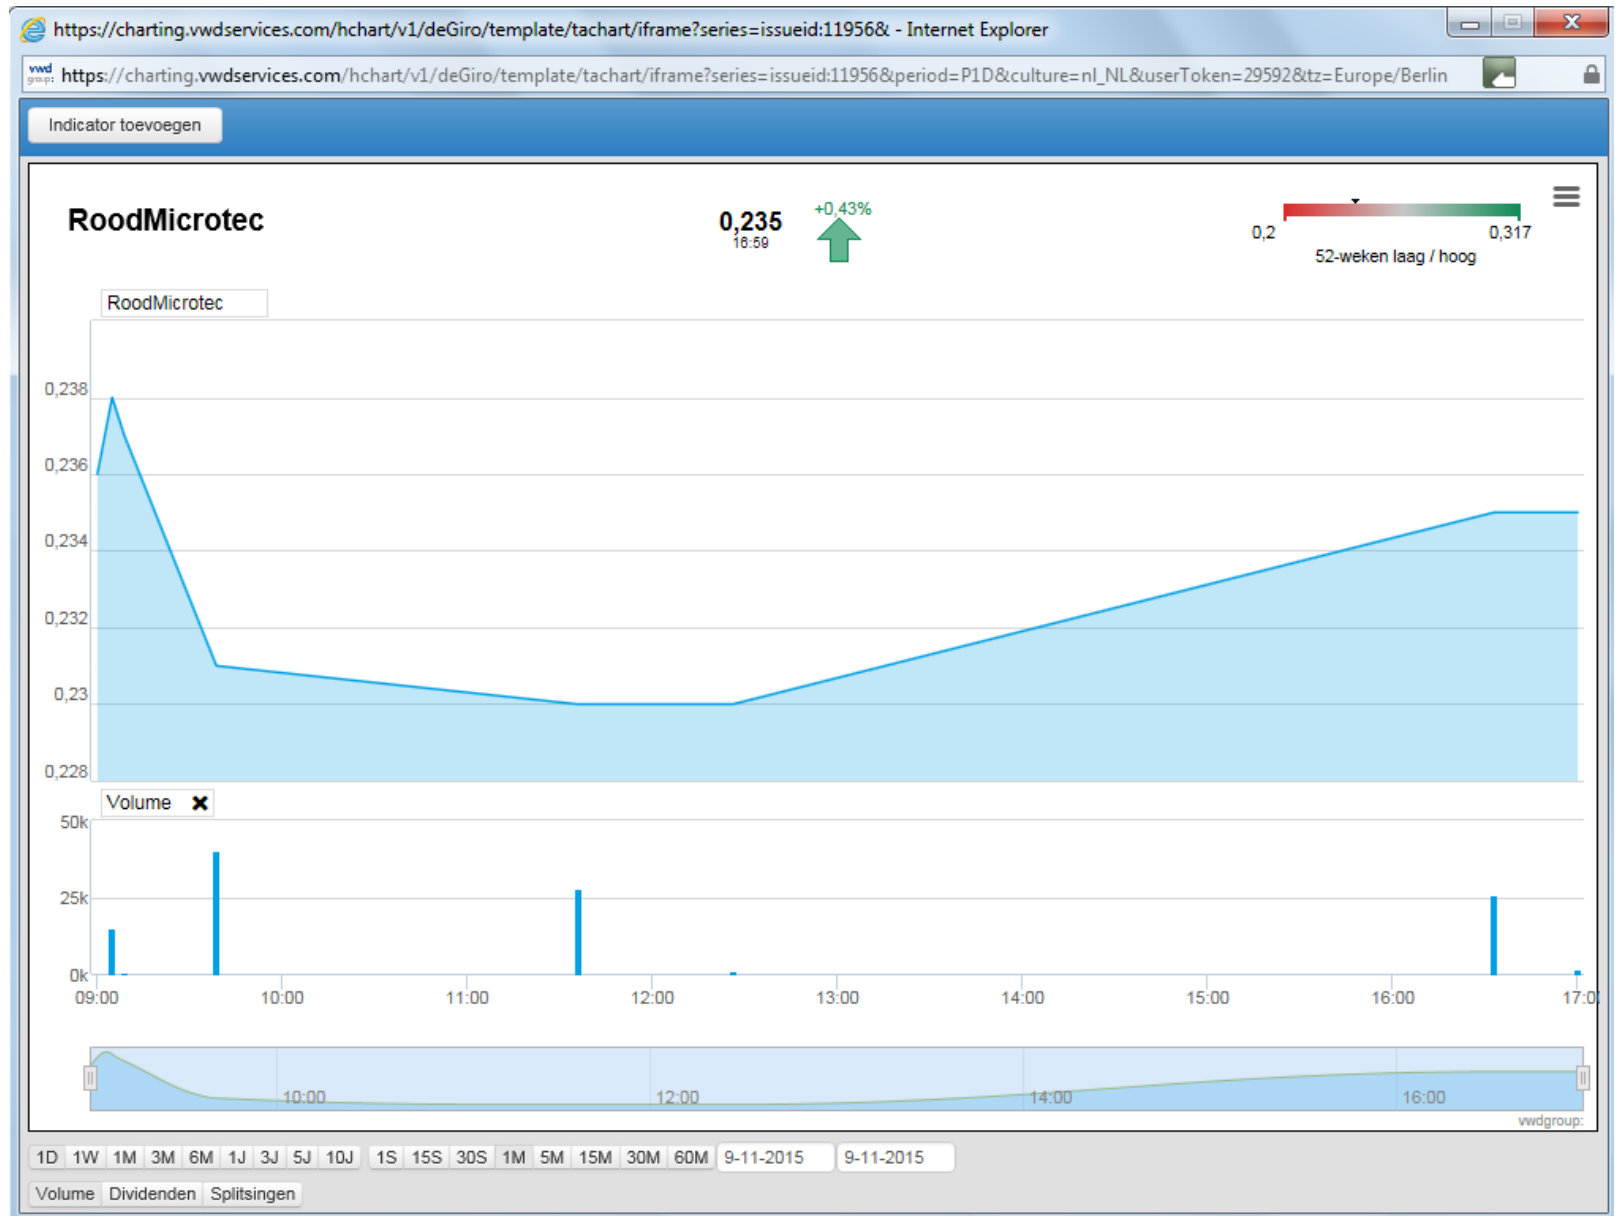 https://charting.vwdservices.com/hchart/v1/deGiro/template/tachart/iframe?series=issueid:11956& - Internet Explorer
vwd group: https://charting.vwdservices.com/hchart/v1/deGiro/template/tachart/iframe?series=issueid:11956&period=P1D&culture=nl_NL&userToken=29592&tz=Europe/Berlin
Indicator toevoegen
RoodMicrotec
0,235
16:59
+0,43%
0,2 0,317
52-weken laag / hoog
RoodMicrotec
0,238
0,236
0,234
0,232
0,23
0,228
Volume
50k
25k
0k
09:00 10:00 11:00 12:00 13:00 14:00 15:00 16:00 17:0
10:00 12:00 14:00 16:00
vwdgroup:
1D 1W 1M 3M 6M 1J 3J 5J 10J 1S 15S 30S 1M 5M 15M 30M 60M 9-11-2015 9-11-2015
Volume Dividenden Splitsingen